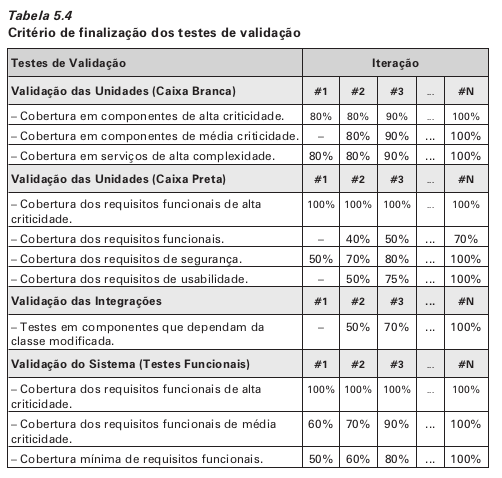 Tabela 5.4
Critério de finalização dos testes de validação
Testes de Validação Iteração
Validação das Unidades (Caixa Branca) #1 #2 #3 ... #N
– Cobertura em componentes de alta criticidade. 80% 80% 90% ... 100%
– Cobertura em componentes de média criticidade. – 80% 90% ... 100%
– Cobertura em serviços de alta complexidade. 80% 80% 90% ... 100%
Validação das Unidades (Caixa Preta) #1 #2 #3 ... #N
– Cobertura dos requisitos funcionais de alta
criticidade. 100% 100% 100% ... 100%
– Cobertura dos requisitos funcionais. – 40% 50% ... 70%
– Cobertura dos requisitos de segurança. 50% 70% 80% ... 100%
– Cobertura dos requisitos de usabilidade. – 50% 75% ... 100%
Validação das Integrações #1 #2 #3 ... #N
– Testes em componentes que dependam da
classe modificada. – 50% 70% ... 100%
Validação do Sistema (Testes Funcionais) #1 #2 #3 ... #N
– Cobertura dos requisitos funcionais de alta
criticidade. 100% 100% 100% ... 100%
– Cobertura dos requisitos funcionais de média
criticidade. 60% 70% 90% ... 100%
– Cobertura mínima de requisitos funcionais. 50% 60% 80% ... 100%